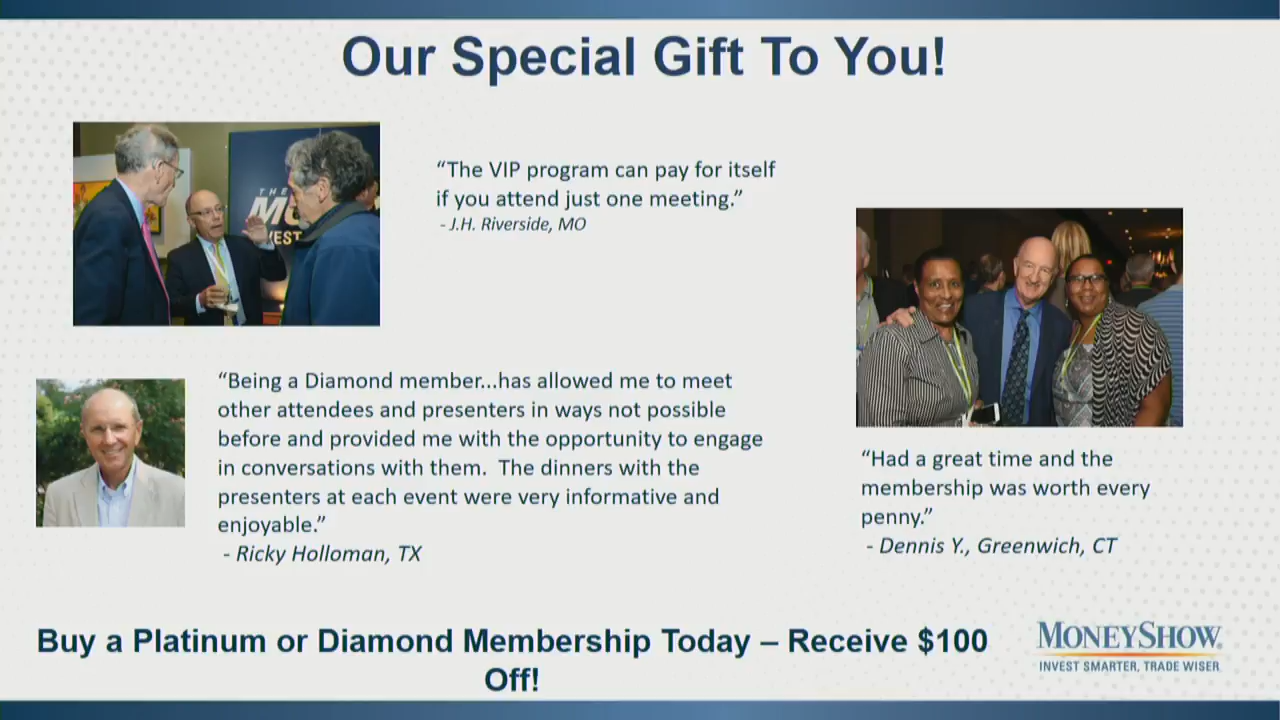 Our Special Gift To You!
THE
MO
VEST
“The VIP program can pay for itself
if you attend just one meeting.”
- J.H. Riverside, MO
“Being a Diamond member...has allowed me to meet
other attendees and presenters in ways not possible
before and provided me with the opportunity to engage
in conversations with them.  The dinners with the
presenters at each event were very informative and
enjoyable.”
- Ricky Holloman, TX
“Had a great time and the
membership was worth every
penny.”
- Dennis Y., Greenwich, CT
Buy a Platinum or Diamond Membership Today – Receive $100
Off!
MONEYSHOW.
INVEST SMARTER, TRADE WISER